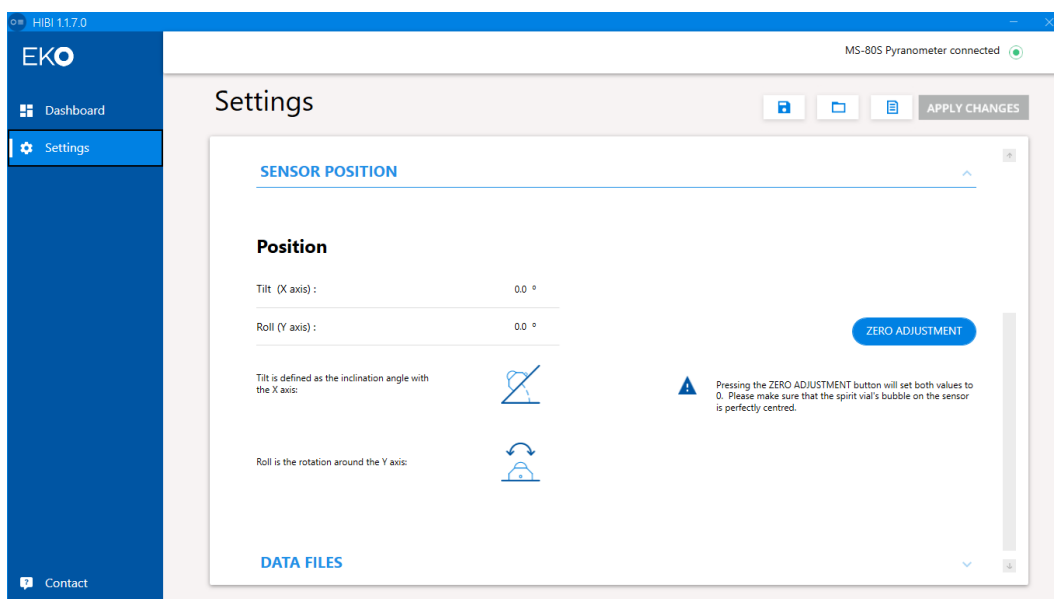 HIBI 1.1.7.0
EKO
MS-80S Pyranometer connected
Dashboard
Settings
Contact
Settings
APPLY CHANGES
SENSOR POSITION
Position
Tilt (X axis) : 0.0 °
Roll (Y axis) : 0.0 °
ZERO ADJUSTMENT
Tilt is defined as the inclination angle with
the X axis:
Pressing the ZERO ADJUSTMENT button will set both values to
0. Please make sure that the spirit vial's bubble on the sensor
is perfectly centred.
Roll is the rotation around the Y axis:
DATA FILES